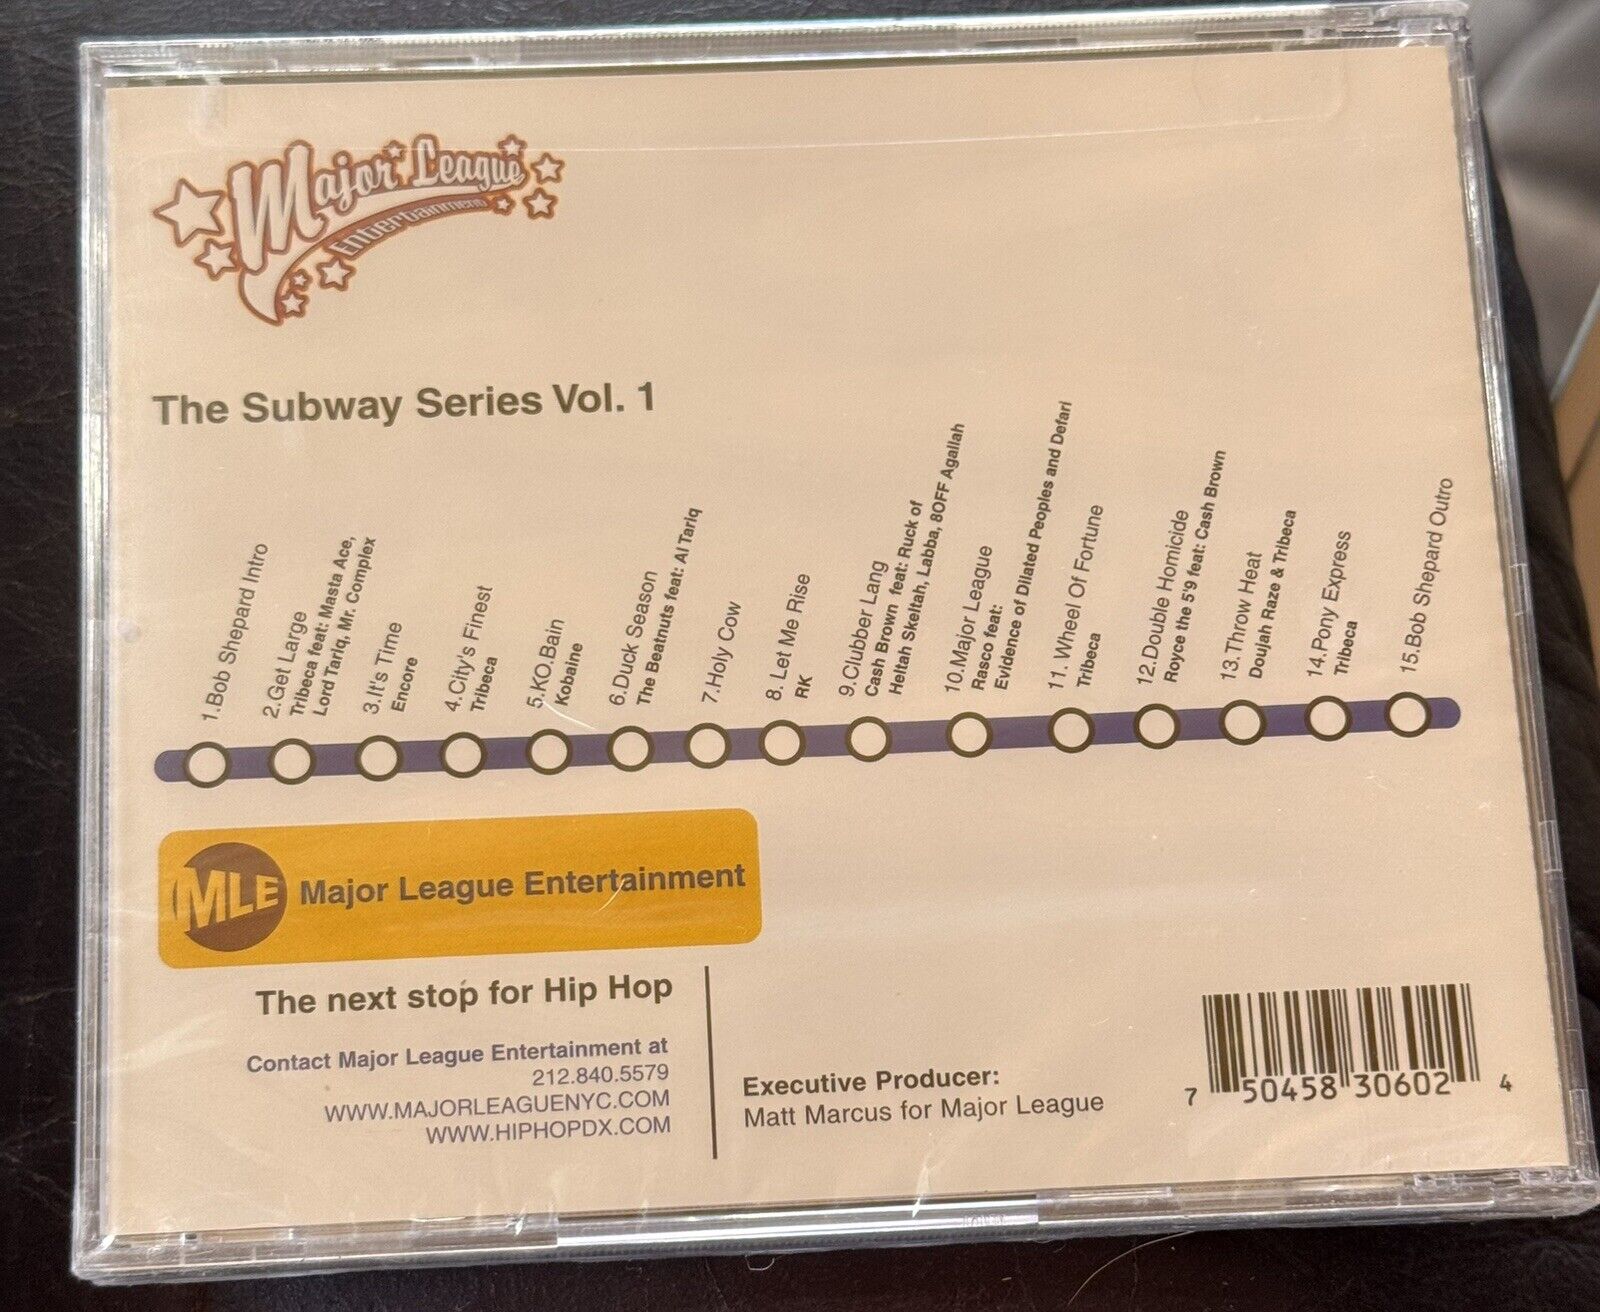 Major League
Entertainment
The Subway Series Vol. 1
1.Bob Shepard Intro
2.Get Large
Tribeca feat: Masta Ace,
Lord Tariq, Mr. Complex
3.It's Time
Encore
4.City's Finest
Tribeca
5.KO.Bain
Kobaine
6.Duck Season
The Beatnuts feat: Al Tariq
7.Holy Cow
8. Let Me Rise
RK
9.Clubber Lang
Cash Brown feat: Ruck of
Heltah Skeltah, Labba, 8OFF Agallah
10.Major League
Rasco feat:
Evidence of Dilated Peoples and Defari
11. Wheel Of Fortune
Tribeca
12.Double Homicide
Royce the 5'9 feat: Cash Brown
13.Throw Heat
Doujah Raze & Tribeca
14.Pony Express
Tribeca
15.Bob Shepard Outro
MLE Major League Entertainment
The next stop for Hip Hop
Contact Major League Entertainment at
212.840.5579
WWW.MAJORLEAGUENYC.COM
WWW.HIPHOPDX.COM
Executive Producer:
Matt Marcus for Major League
7 50458 30602 4